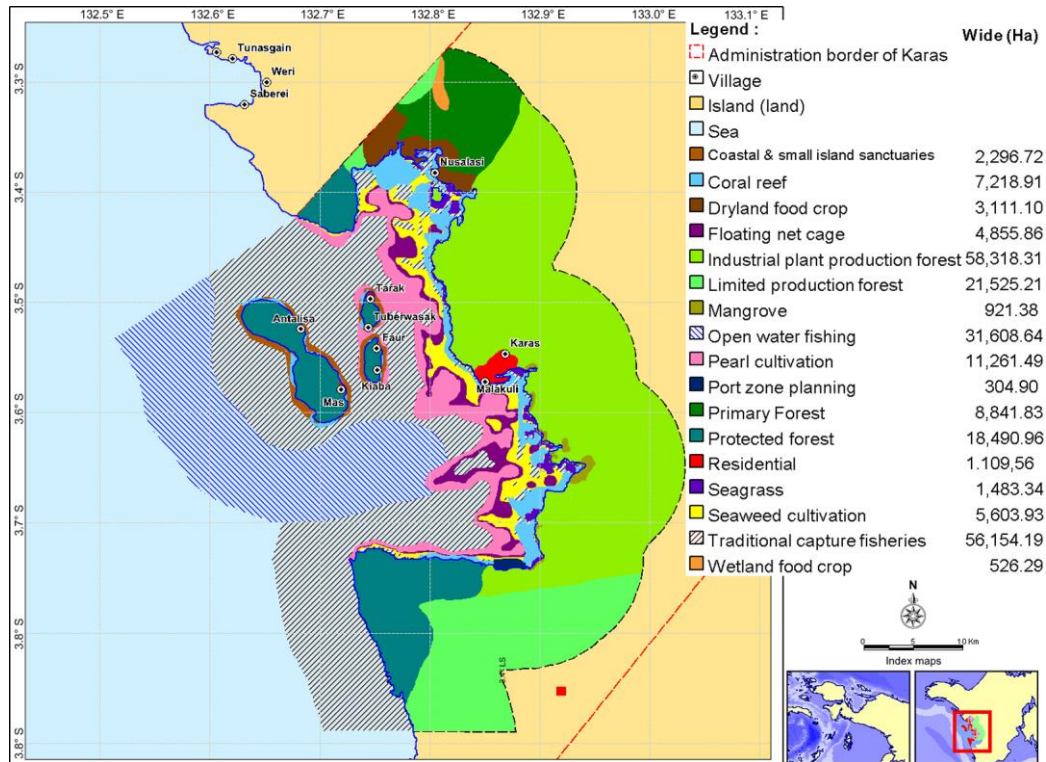 132.5° E 132.6° E 132.7° E 132.8° E 132.9° E 133.0° E 133.1° E
Legend : Wide (Ha)
Administration border of Karas
Village
Island (land)
Sea
Coastal & small island sanctuaries 2,296.72
Coral reef 7,218.91
Dryland food crop 3,111.10
Floating net cage 4,855.86
Industrial plant production forest 58,318.31
Limited production forest 21,525.21
Mangrove 921.38
Open water fishing 31,608.64
Pearl cultivation 11,261.49
Port zone planning 304.90
Primary Forest 8,841.83
Protected forest 18,490.96
Residential 1.109,56
Seagrass 1,483.34
Seaweed cultivation 5,603.93
Traditional capture fisheries 56,154.19
Wetland food crop 526.29
N
0 5 10 Km
Index maps
3.3°S
3.4°S
3.5°S
3.6°S
3.7°S
3.8°S
3.8°S
Tunasgain
Weri
Saberei
Nusalasi
Tarak
Antalisa
Tuberwasak
Faur
Karas
Kiaba
Malakuli
Mas